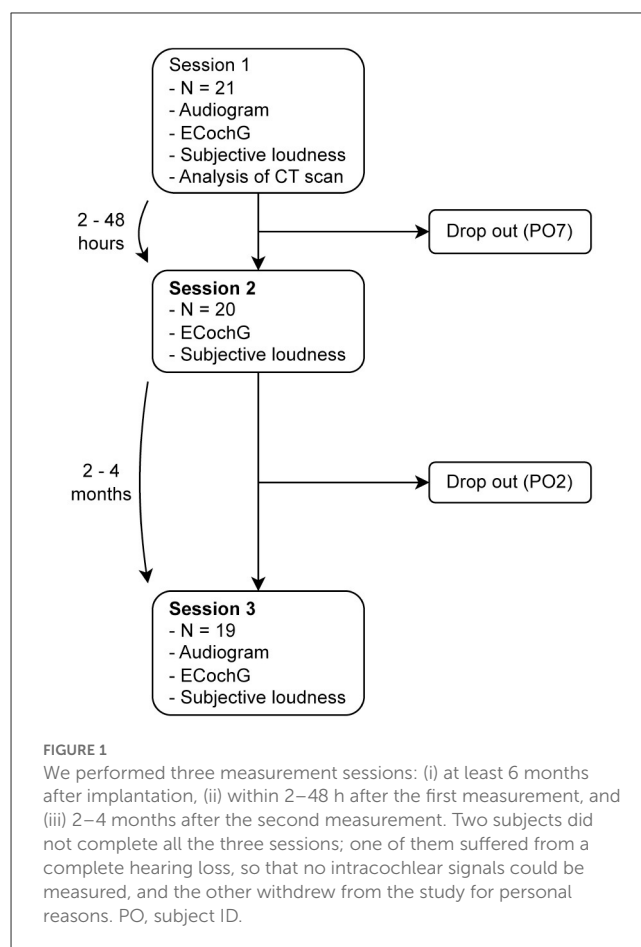 Session 1
- N = 21
- Audiogram
- ECochG
- Subjective loudness
- Analysis of CT scan
2 - 48
hours
Drop out (PO7)
Session 2
- N = 20
- ECochG
- Subjective loudness
2 - 4
months
Drop out (PO2)
Session 3
- N = 19
- Audiogram
- ECochG
- Subjective loudness
FIGURE 1
We performed three measurement sessions: (i) at least 6 months
after implantation, (ii) within 2–48 h after the first measurement, and
(iii) 2–4 months after the second measurement. Two subjects did
not complete all the three sessions; one of them suffered from a
complete hearing loss, so that no intracochlear signals could be
measured, and the other withdrew from the study for personal
reasons. PO, subject ID.